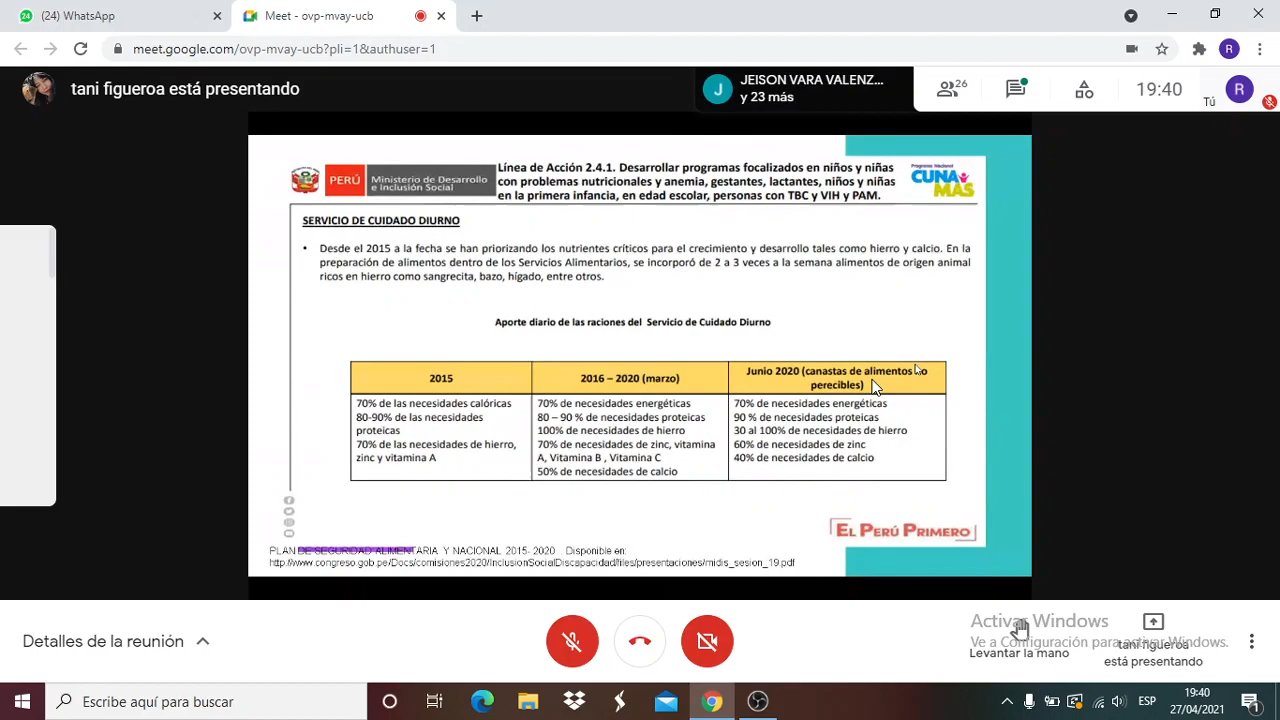 (24) WhatsApp
Meet - ovp-mvay-ucb
meet.google.com/ovp-mvay-ucb?pli=1&authuser=1
R
tani figueroa está presentando
J
JEISON VARA VALENZ...
y 23 más
26
19:40
Tú
R
PERÚ
Ministerio de Desarrollo
e Inclusión Social
Línea de Acción 2.4.1. Desarrollar programas focalizados en niños y niñas
con problemas nutricionales y anemia, gestantes, lactantes, niños y niñas
en la primera infancia, en edad escolar, personas con TBC y VIH y PAM.
Programa Nacional
CUNA
MÁS
SERVICIO DE CUIDADO DIURNO
• Desde el 2015 a la fecha se han priorizando los nutrientes críticos para el crecimiento y desarrollo tales como hierro y calcio. En la
preparación de alimentos dentro de los Servicios Alimentarios, se incorporó de 2 a 3 veces a la semana alimentos de origen animal
ricos en hierro como sangrecita, bazo, hígado, entre otros.
Aporte diario de las raciones del Servicio de Cuidado Diurno
2015
70% de las necesidades calóricas
80-90% de las necesidades
proteicas
70% de las necesidades de hierro,
zinc y vitamina A
2016 – 2020 (marzo)
70% de necesidades energéticas
80 – 90 % de necesidades proteicas
100% de necesidades de hierro
70% de necesidades de zinc, vitamina
A, Vitamina B , Vitamina C
50% de necesidades de calcio
Junio 2020 (canastas de alimentos no
perecibles)
70% de necesidades energéticas
90 % de necesidades proteicas
30 al 100% de necesidades de hierro
60% de necesidades de zinc
40% de necesidades de calcio
EL PERÚ PRIMERO
PLAN DE SEGURIDAD ALIMENTARIA Y NACIONAL 2015- 2020 . Disponible en:
http://www.congreso.gob.pe/Docs/comisiones2020/InclusionSocialDiscapacidad/files/presentaciones/midis_sesion_19.pdf
Detalles de la reunión
Activar Windows
Ve a Configuración para activar Windows.
Levantar la mano
tani figueroa
está presentando
Escribe aquí para buscar
ESP
19:40
27/04/2021
1